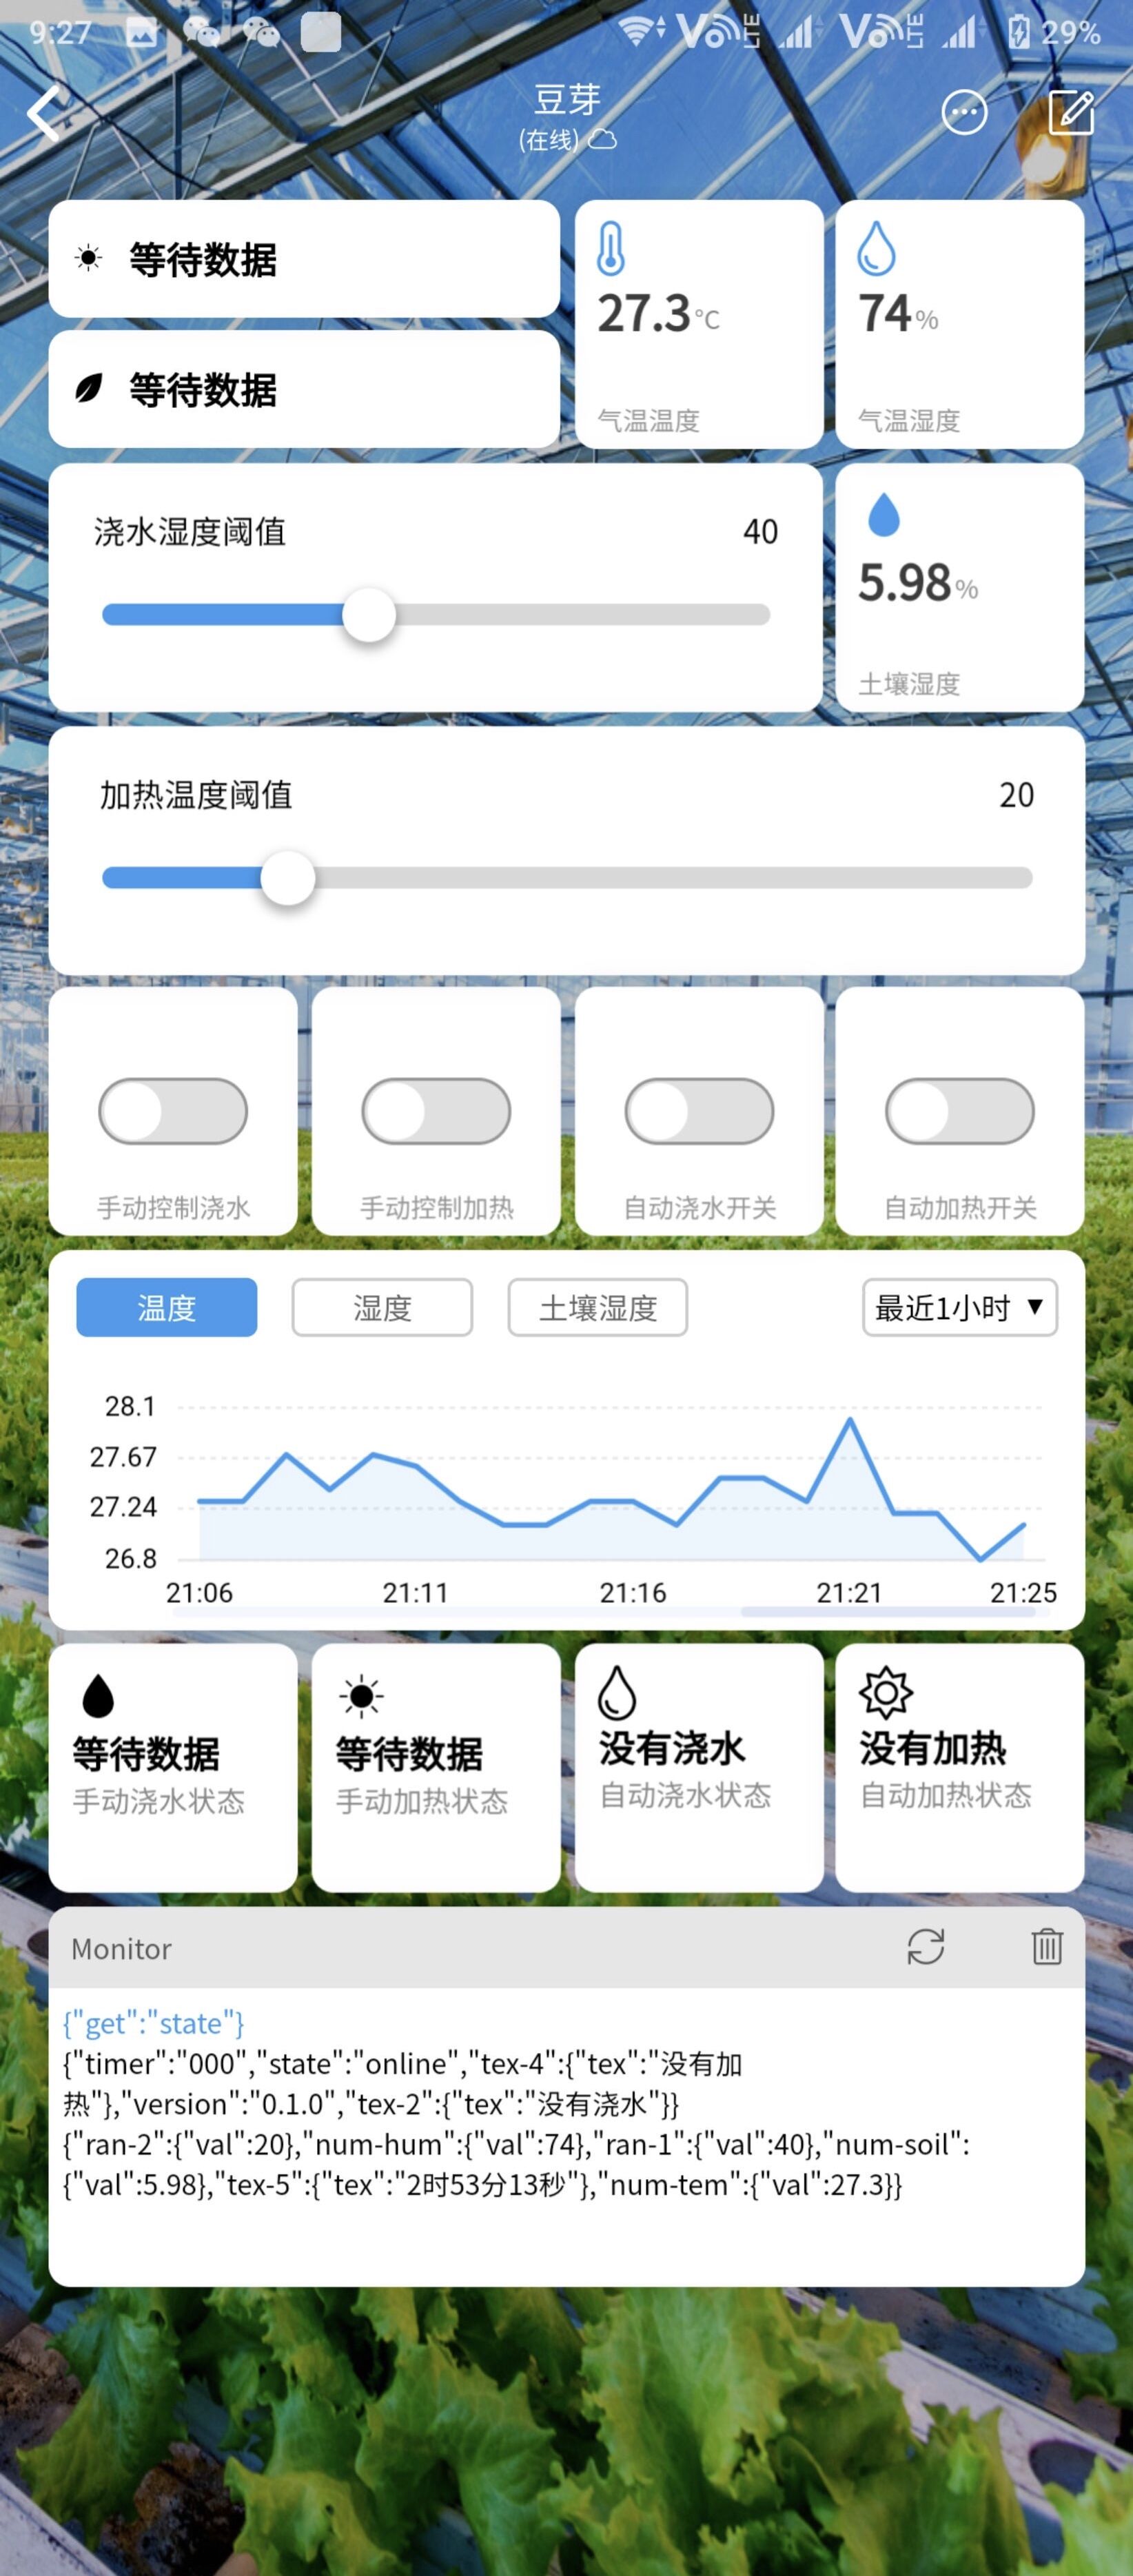 9:27
VoLTE VoLTE 29%
豆芽
(在线)
等待数据
27.3°C
气温温度
74%
气温湿度
等待数据
浇水湿度阈值 40
5.98%
土壤湿度
加热温度阈值 20
手动控制浇水
手动控制加热
自动浇水开关
自动加热开关
温度 湿度 土壤湿度 最近1小时 ▼
28.1
27.67
27.24
26.8
21:06 21:11 21:16 21:21 21:25
等待数据
手动浇水状态
等待数据
手动加热状态
没有浇水
自动浇水状态
没有加热
自动加热状态
Monitor
{"get":"state"}
{"timer":"000","state":"online","tex-4":{"tex":"没有加
热"},"version":"0.1.0","tex-2":{"tex":"没有浇水"}}
{"ran-2":{"val":20},"num-hum":{"val":74},"ran-1":{"val":40},"num-soil":
{"val":5.98},"tex-5":{"tex":"2时53分13秒"},"num-tem":{"val":27.3}}